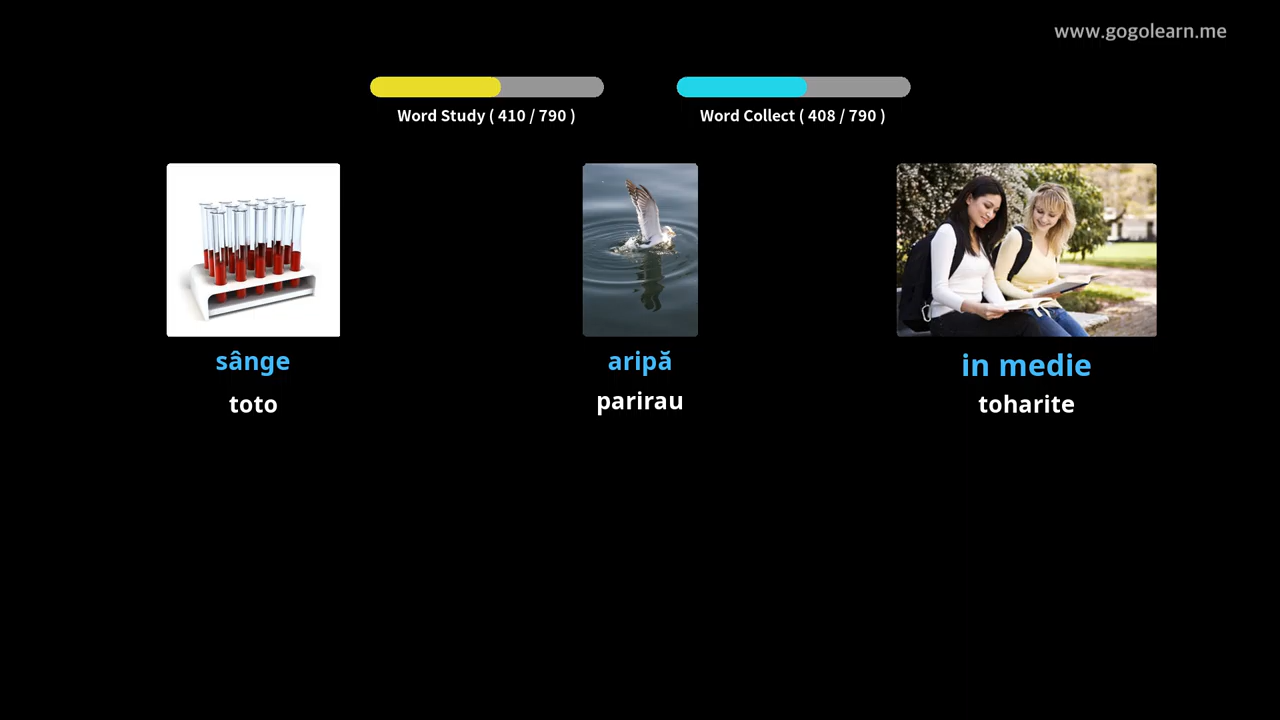 www.gogolearn.me
Word Study ( 410 / 790 )
Word Collect ( 408 / 790 )
sânge
aripă
in medie
toto
parirau
toharite